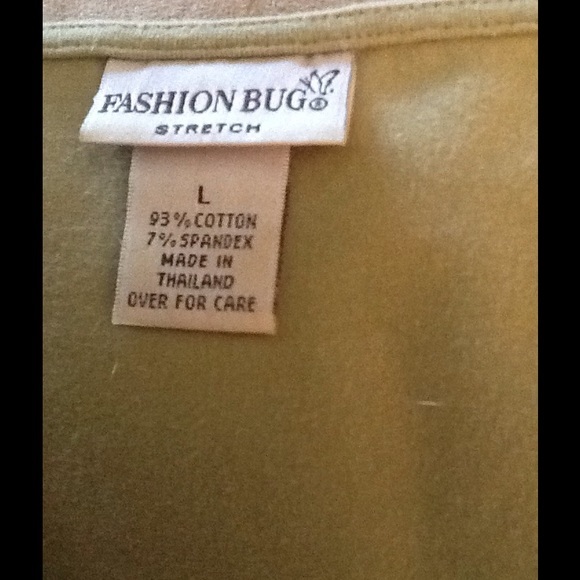 FASHION BUG®
STRETCH
L
93% COTTON
7% SPANDEX
MADE IN
THAILAND
OVER FOR CARE